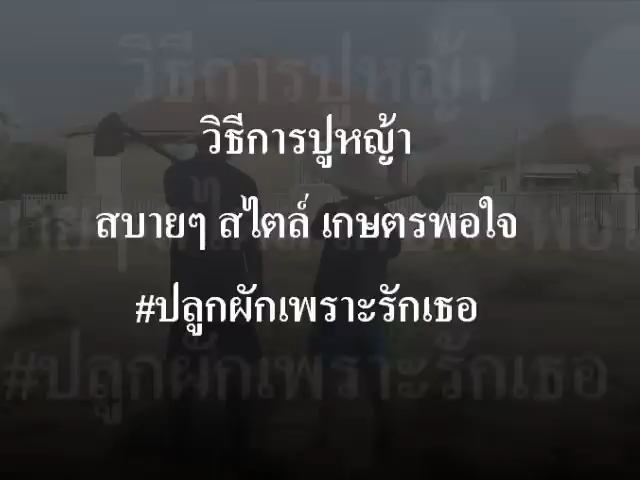 วิธีการปูหญ้า
สบายๆ สไตล์ เกษตรพอใจ
#ปลูกผักเพราะรักเธอ